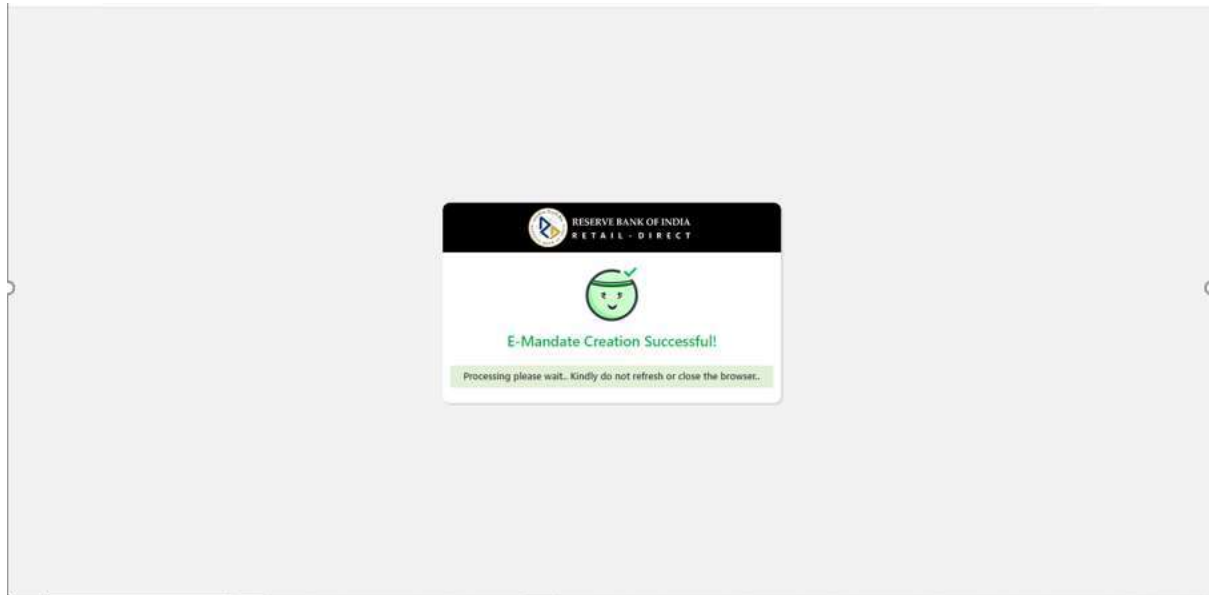 RESERVE BANK OF INDIA
RETAIL-DIRECT
E-Mandate Creation Successful!
Processing please wait.. Kindly do not refresh or close the browser..